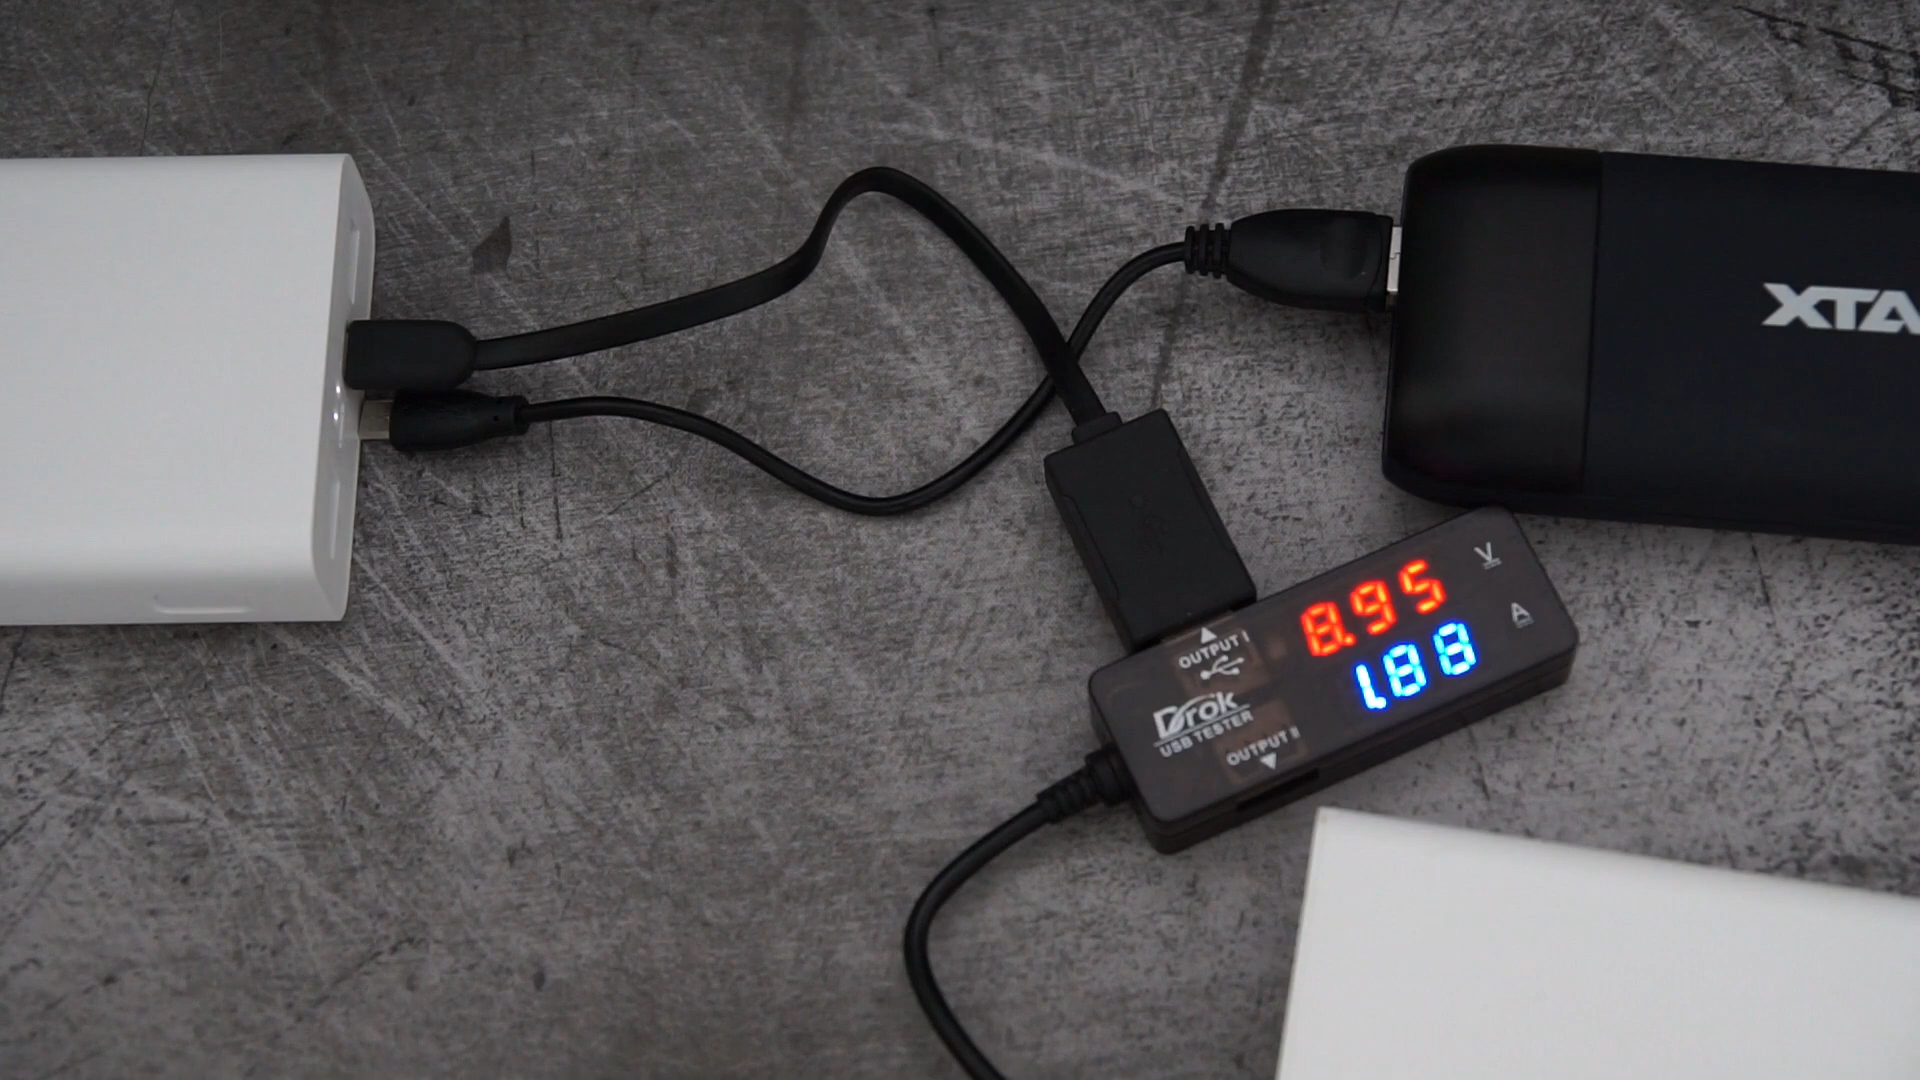 XTA
8.95 V
1.88 A
OUTPUT I
Drok
USB TESTER
OUTPUT II